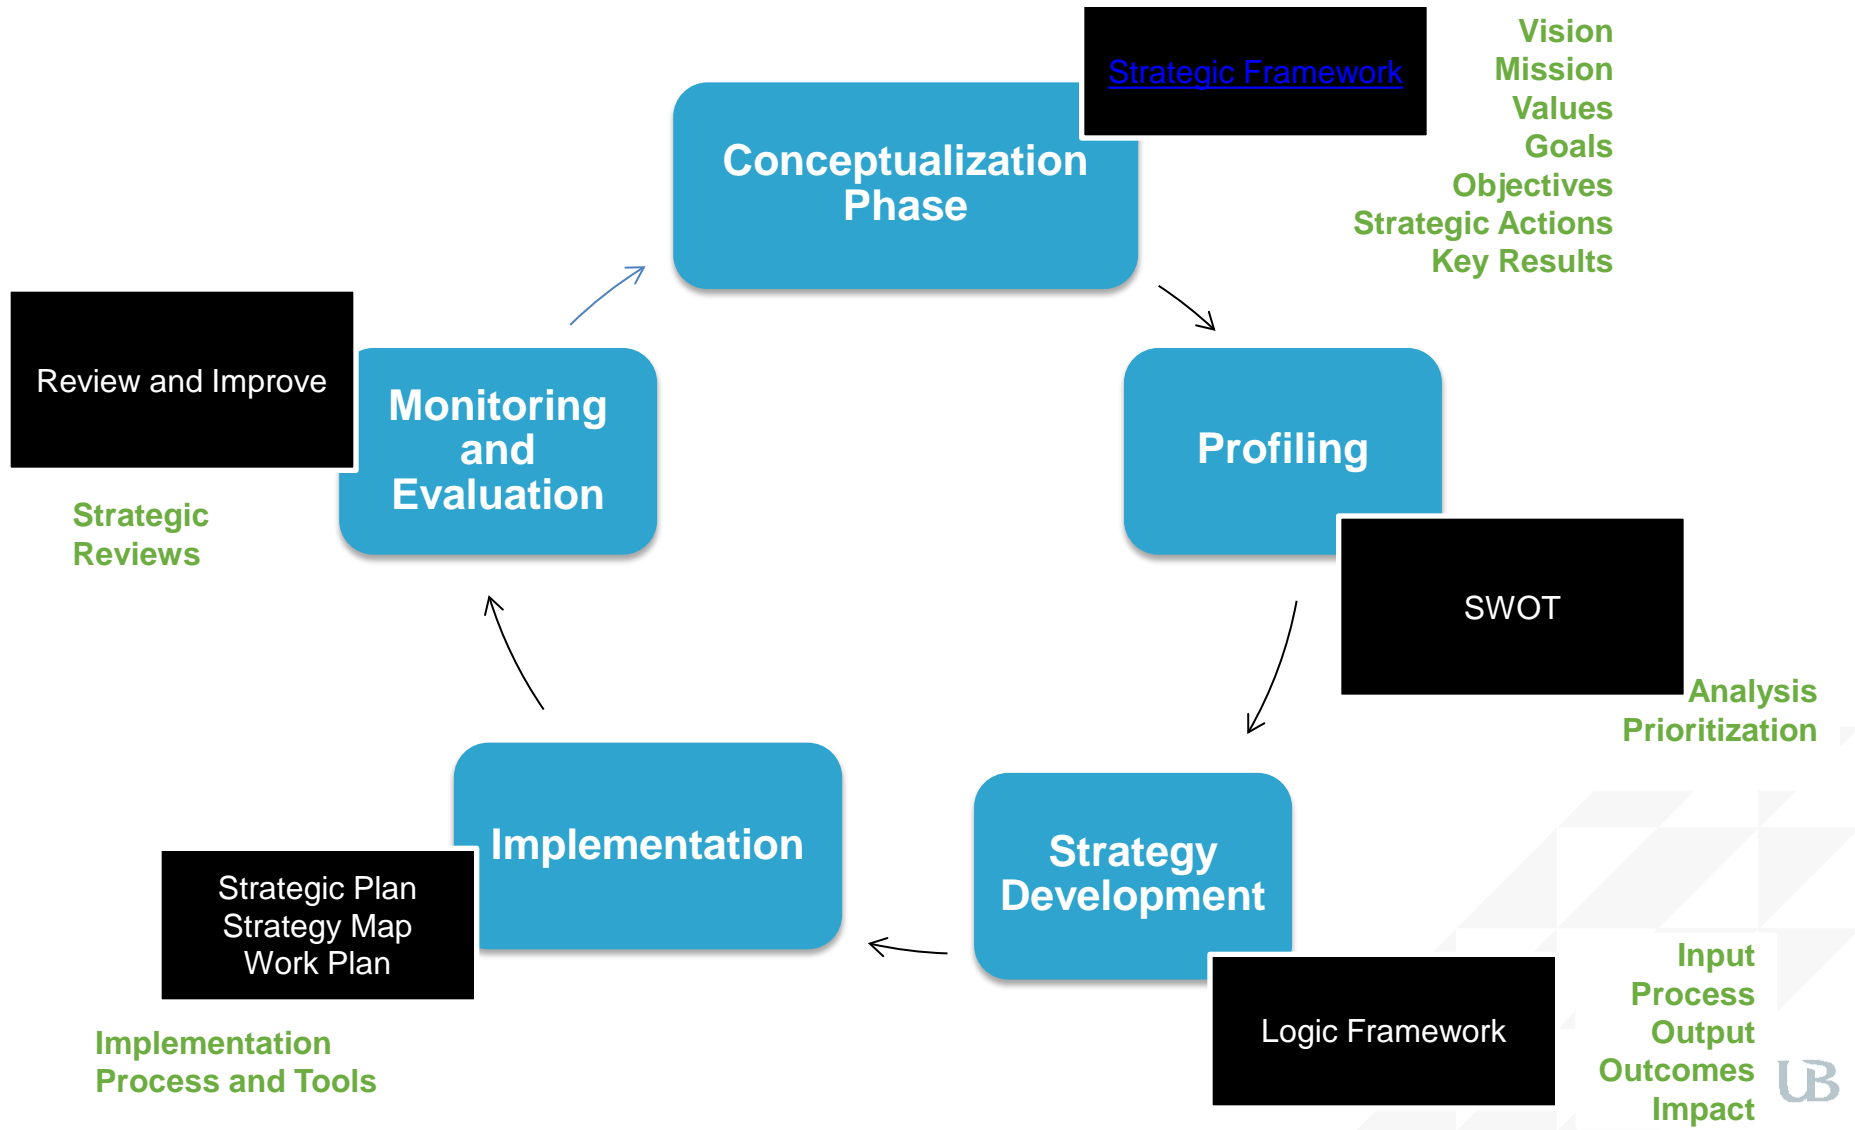 Strategic Framework
Vision
Mission
Values
Goals
Objectives
Strategic Actions
Key Results
Conceptualization
Phase
Profiling
SWOT
Analysis
Prioritization
Strategy
Development
Logic Framework
Input
Process
Output
Outcomes
Impact
Implementation
Strategic Plan
Strategy Map
Work Plan
Implementation
Process and Tools
Monitoring
and
Evaluation
Review and Improve
Strategic
Reviews
UB